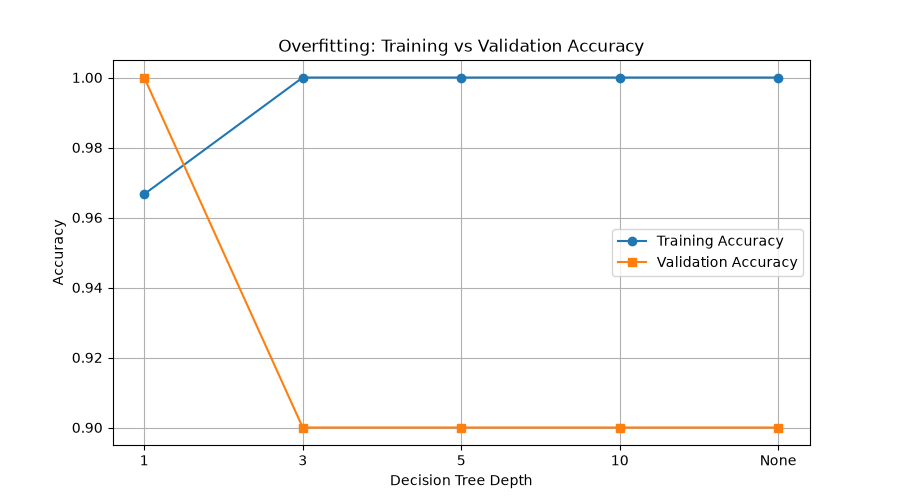 Overfitting: Training vs Validation Accuracy
1.00
0.98
0.96
0.94
0.92
0.90
Accuracy
Training Accuracy
Validation Accuracy
1 3 5 10 None
Decision Tree Depth